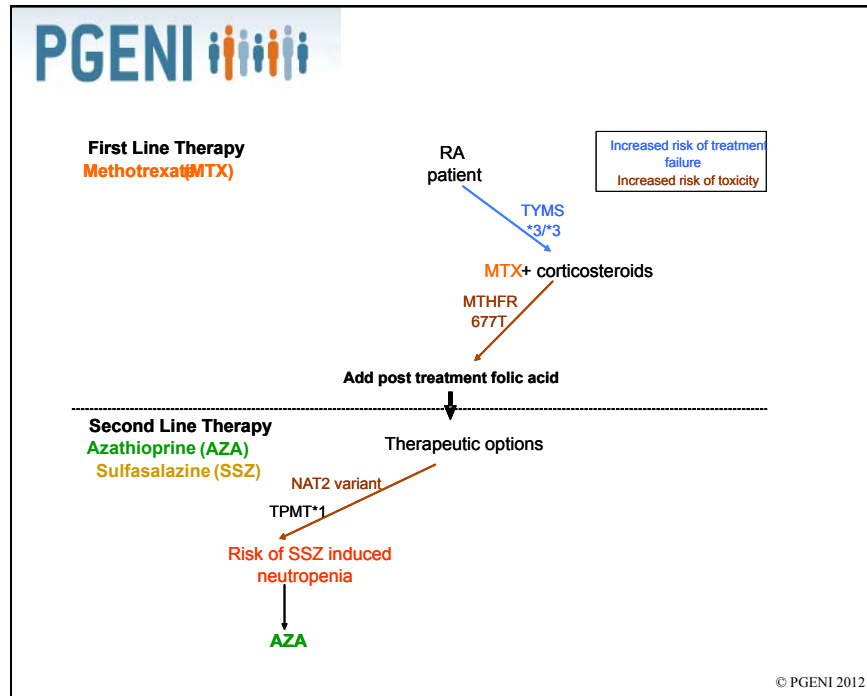 PGENI
First Line Therapy
Methotrexate (MTX)
RA
patient
Increased risk of treatment
failure
Increased risk of toxicity
TYMS
*3/*3
MTX+ corticosteroids
MTHFR
677T
Add post treatment folic acid
Second Line Therapy
Azathioprine (AZA)
Sulfasalazine (SSZ)
Therapeutic options
NAT2 variant
TPMT*1
Risk of SSZ induced
neutropenia
AZA
© PGENI 2012